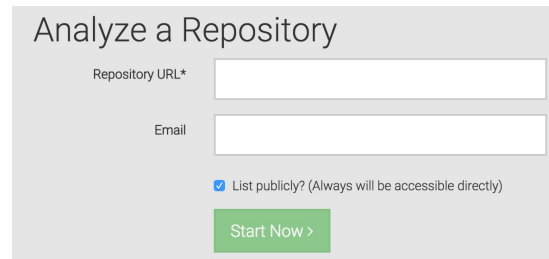 Analyze a Repository
Repository URL*
Email
List publicly? (Always will be accessible directly)
Start Now >